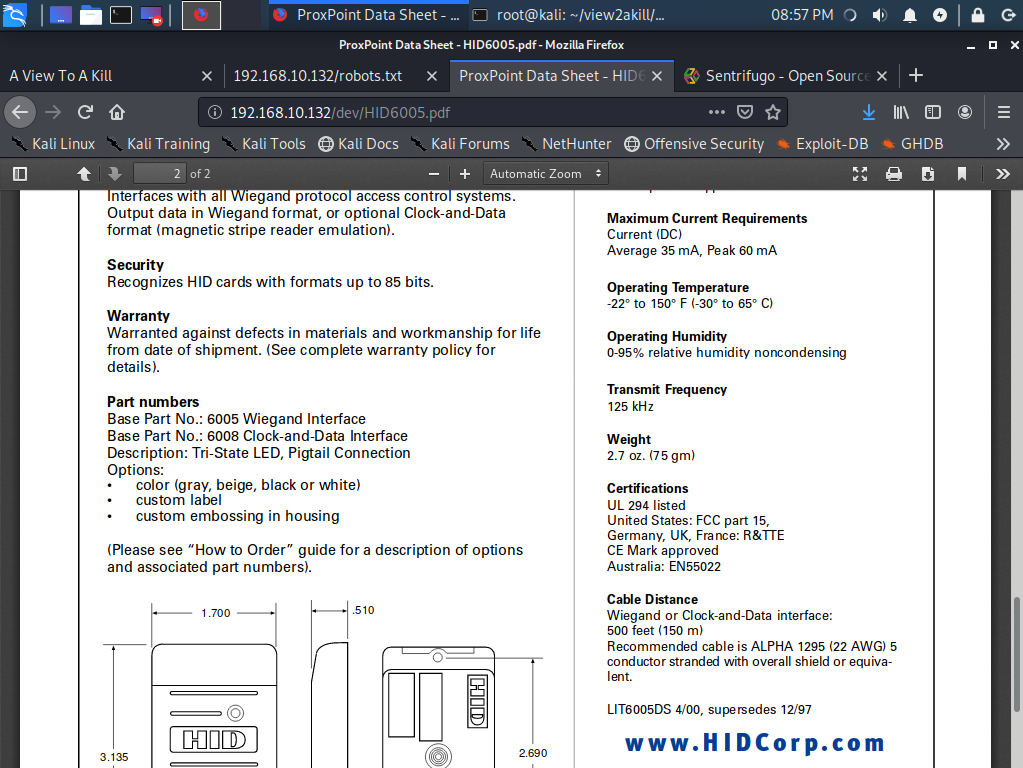 08:57 PM
ProxPoint Data Sheet - ...
root@kali: ~/view2akill/...
ProxPoint Data Sheet - HID6005.pdf - Mozilla Firefox
A View To A Kill
192.168.10.132/robots.txt
ProxPoint Data Sheet - HID6
Sentrifugo - Open Source
192.168.10.132/dev/HID6005.pdf
Kali Linux
Kali Training
Kali Tools
Kali Docs
Kali Forums
NetHunter
Offensive Security
Exploit-DB
GHDB
2 of 2
Automatic Zoom
Interfaces with all Wiegand protocol access control systems.
Output data in Wiegand format, or optional Clock-and-Data
format (magnetic stripe reader emulation).
Security
Recognizes HID cards with formats up to 85 bits.
Warranty
Warranted against defects in materials and workmanship for life
from date of shipment. (See complete warranty policy for
details).
Part numbers
Base Part No.: 6005 Wiegand Interface
Base Part No.: 6008 Clock-and-Data Interface
Description: Tri-State LED, Pigtail Connection
Options:
• color (gray, beige, black or white)
• custom label
• custom embossing in housing
(Please see “How to Order” guide for a description of options
and associated part numbers).
1.700
.510
3.135
HID
HID
2.690
Maximum Current Requirements
Current (DC)
Average 35 mA, Peak 60 mA
Operating Temperature
-22° to 150° F (-30° to 65° C)
Operating Humidity
0-95% relative humidity noncondensing
Transmit Frequency
125 kHz
Weight
2.7 oz. (75 gm)
Certifications
UL 294 listed
United States: FCC part 15,
Germany, UK, France: R&TTE
CE Mark approved
Australia: EN55022
Cable Distance
Wiegand or Clock-and-Data interface:
500 feet (150 m)
Recommended cable is ALPHA 1295 (22 AWG) 5
conductor stranded with overall shield or equiva-
lent.
LIT6005DS 4/00, supersedes 12/97
www.HIDCorp.com